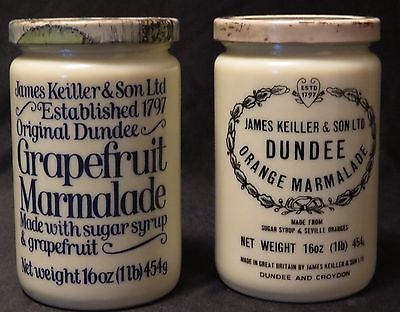 James Keiller & Son Ltd
Established 1797
Original Dundee
Grapefruit
Marmalade
Made with sugar syrup
& grapefruit
Net weight 16oz (1lb) 454g
ESTD
1797
JAMES KEILLER & SON LTD
DUNDEE
ORANGE MARMALADE
MADE FROM
SUGAR SYRUP & SEVILLE ORANGES
NET WEIGHT 16oz (1lb) 454g
MADE IN GREAT BRITAIN BY JAMES KEILLER & SON LTD
DUNDEE AND CROYDON